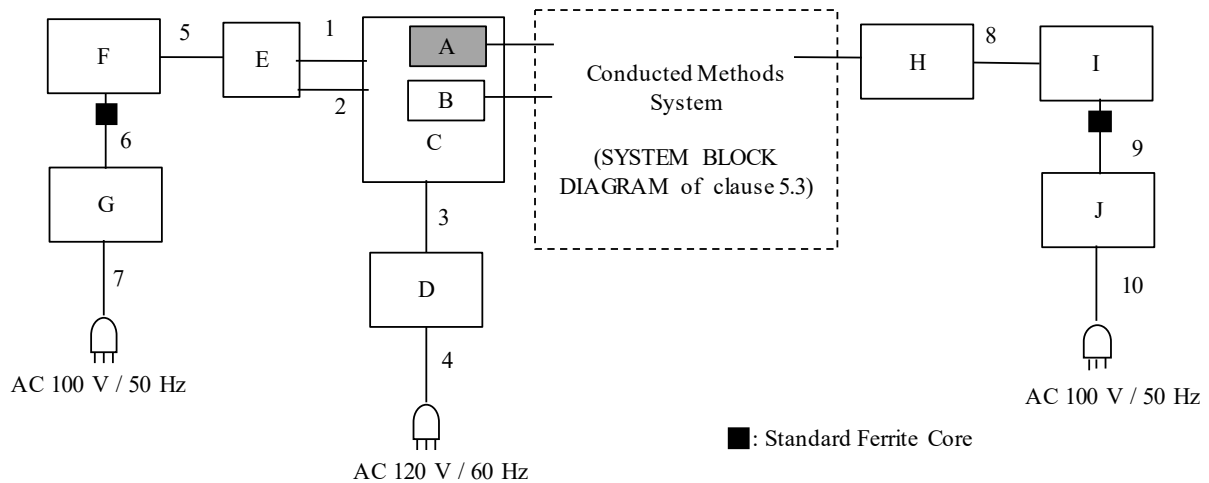 F
5
E
1
2
A
B
C
Conducted Methods
System
(SYSTEM BLOCK
DIAGRAM of clause 5.3)
H
8
I
6
G
7
AC 100 V / 50 Hz
3
D
4
AC 120 V / 60 Hz
9
J
10
AC 100 V / 50 Hz
: Standard Ferrite Core